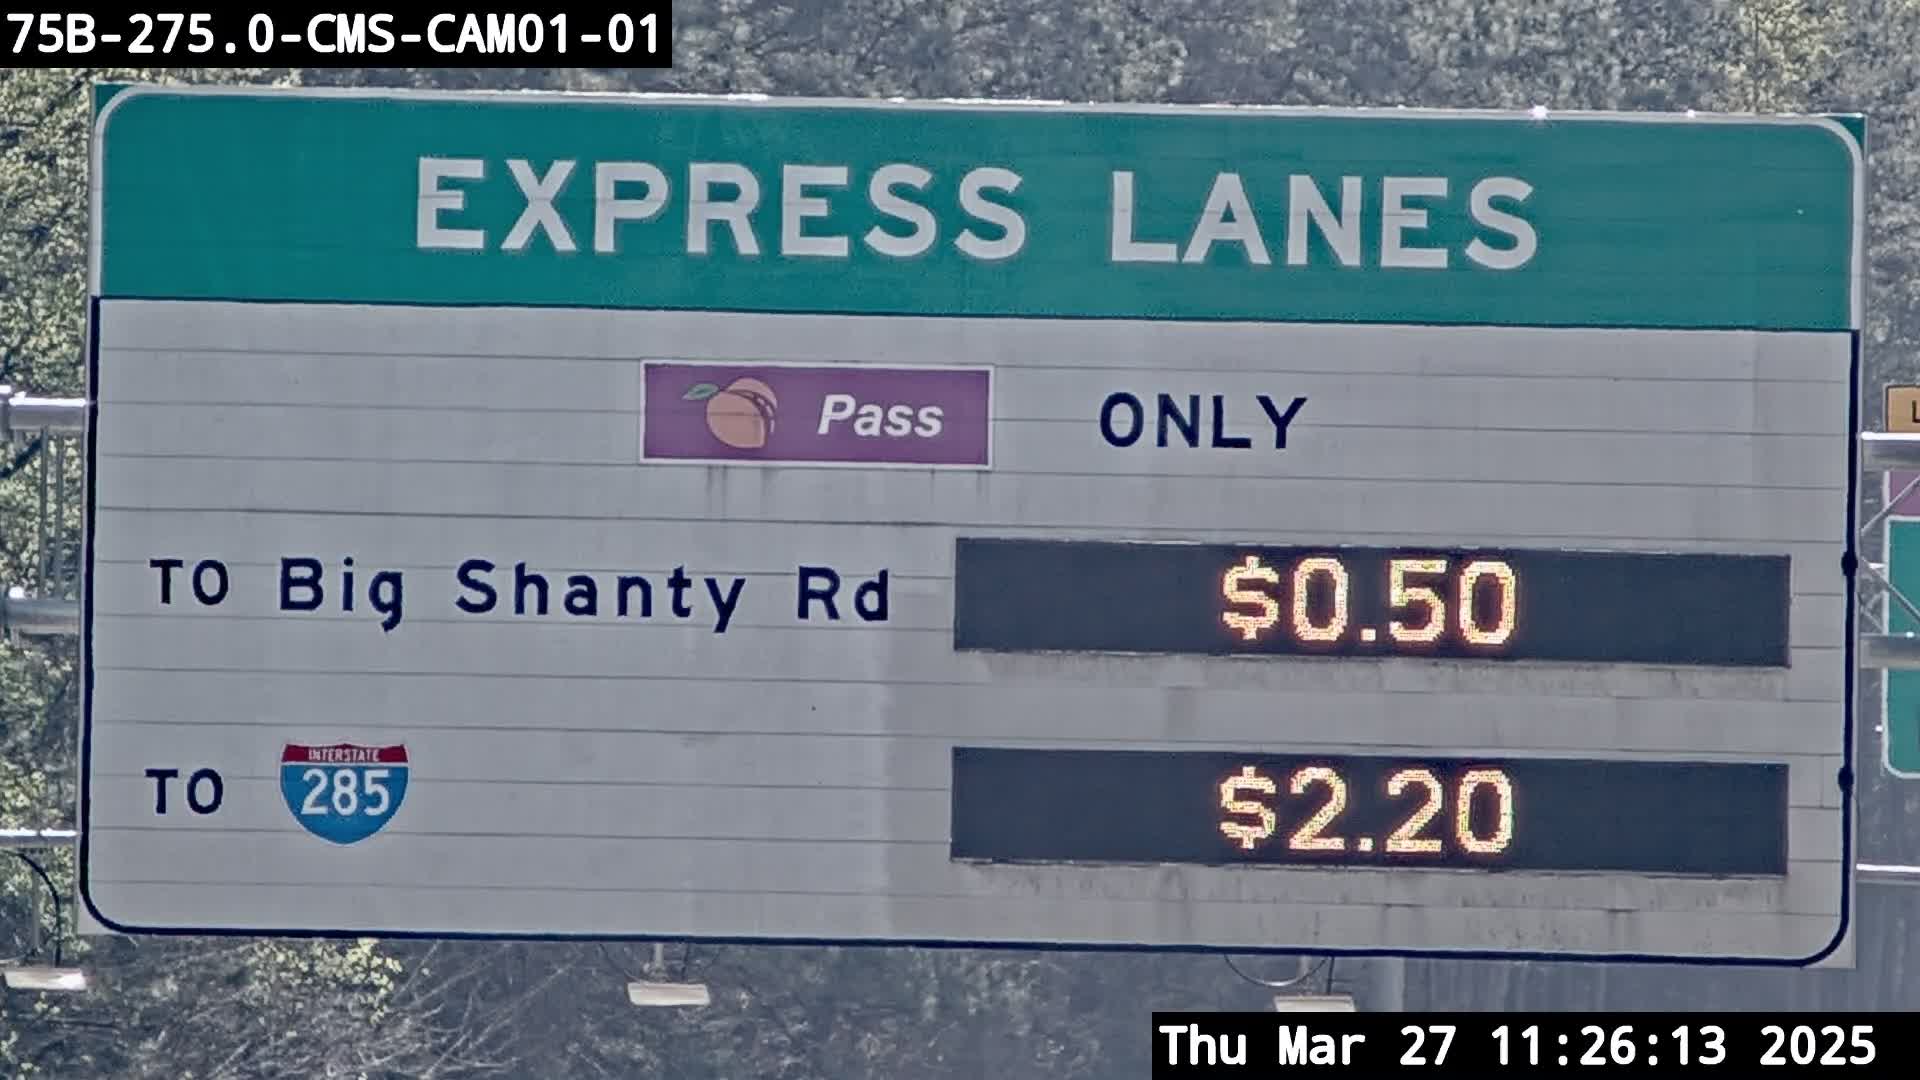 75B-275.0-CMS-CAM01-01
EXPRESS LANES
Pass ONLY
TO Big Shanty Rd $0.50
TO INTERSTATE 285 $2.20
Thu Mar 27 11:26:13 2025